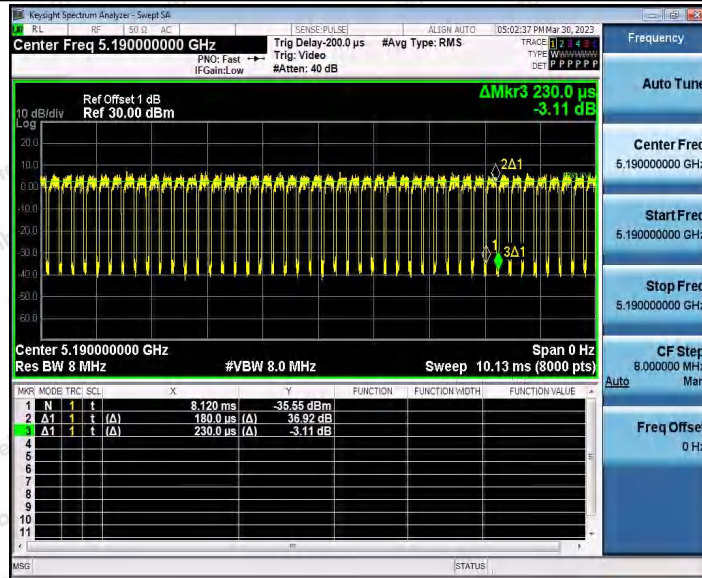 Keysight Spectrum Analyzer - Swept SA
RL RF 50 Ω AC SENSE:PULSE ALIGN AUTO 05:02:37 PM Mar 30, 2023
Center Freq 5.190000000 GHz
PNO: Fast
IFGain:Low
Trig Delay-200.0 µs
Trig: Video
#Atten: 40 dB
#Avg Type: RMS
TRACE 1 2 3 4 5 6
TYPE WWWWWW
DET P P P P P P
Frequency
ΔMkr3 230.0 µs
-3.11 dB
10 dB/div
Log
Ref Offset 1 dB
Ref 30.00 dBm
20.0
10.0
0.00
-10.0
-20.0
-30.0
-40.0
-50.0
-60.0
2Δ1
1
3Δ1
Center 5.190000000 GHz Span 0 Hz
Res BW 8 MHz #VBW 8.0 MHz Sweep 10.13 ms (8000 pts)
MKR MODE TRC SCL X Y FUNCTION FUNCTION WIDTH FUNCTION VALUE
1 N 1 t 8.120 ms -35.55 dBm
2 Δ1 1 t (Δ) 180.0 µs (Δ) 36.92 dB
3 Δ1 1 t (Δ) 230.0 µs (Δ) -3.11 dB
4
5
6
7
8
9
10
11
MSG STATUS
Auto Tune
Center Freq
5.190000000 GHz
Start Freq
5.190000000 GHz
Stop Freq
5.190000000 GHz
CF Step
8.000000 MHz
Auto Man
Freq Offset
0 Hz